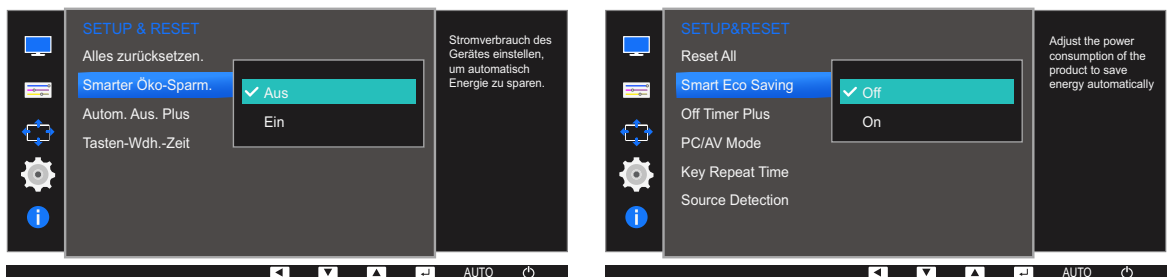 SETUP & RESET
Alles zurücksetzen.
Smarter Öko-Sparm.
Autom. Aus. Plus
Tasten-Wdh.-Zeit
Aus
Ein
Stromverbrauch des
Gerätes einstellen,
um automatisch
Energie zu sparen.
AUTO
SETUP&RESET
Reset All
Smart Eco Saving
Off Timer Plus
PC/AV Mode
Key Repeat Time
Source Detection
Off
On
Adjust the power
consumption of the
product to save
energy automatically
AUTO